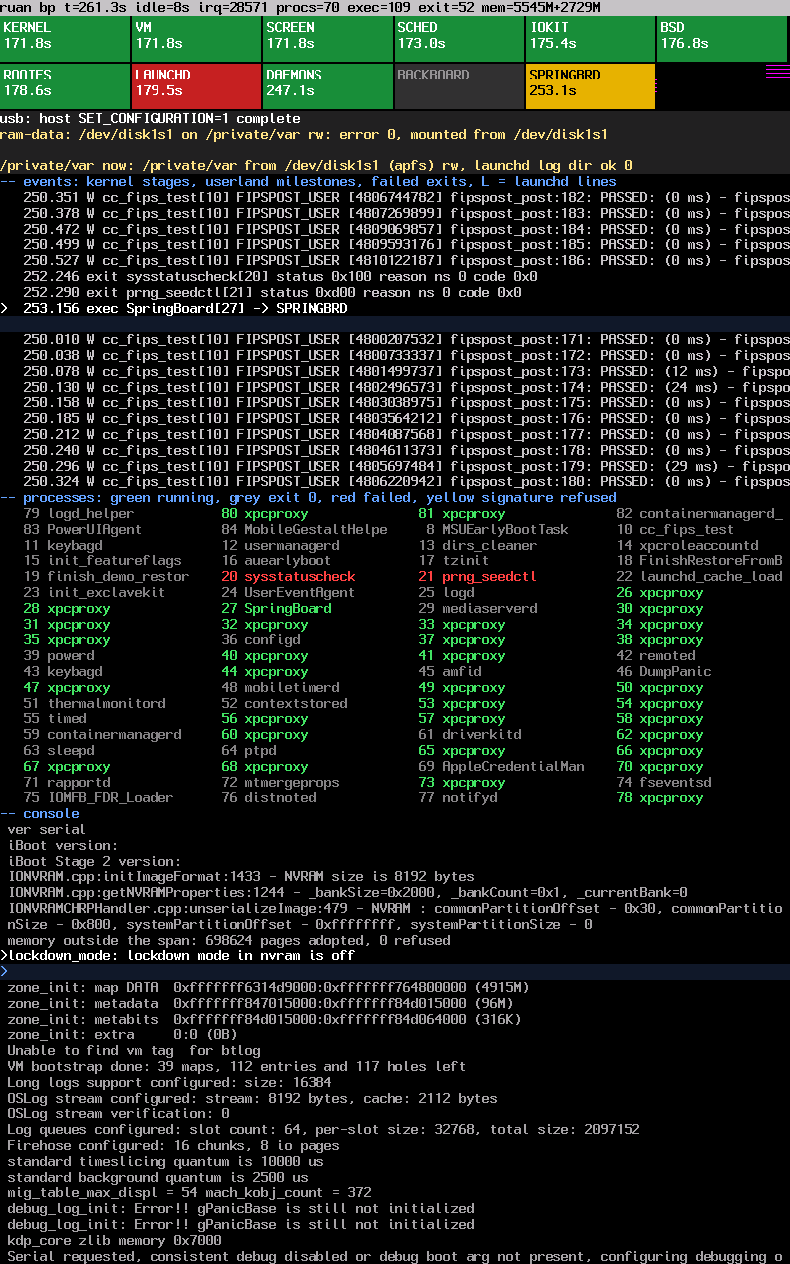 ruan bp t=261.3s idle=8s irq=28571 procs=70 exec=109 exit=52 mem=5545M+2729M
KERNEL VM SCREEN SCHED IOKIT BSD
171.8s 171.8s 171.8s 173.0s 175.4s 176.8s
ROOTFS LAUNCHD DAEMONS BACKBOARD SPRINGBRD
178.6s 179.5s 247.1s 253.1s
usb: host SET_CONFIGURATION=1 complete
ram-data: /dev/disk1s1 on /private/var rw: error 0, mounted from /dev/disk1s1
/private/var now: /private/var from /dev/disk1s1 (apfs) rw, launchd log dir ok 0
-- events: kernel stages, userland milestones, failed exits, L = launchd lines
250.351 W cc_fips_test[10] FIPSPOST_USER [4806744782] fipspost_post:182: PASSED: (0 ms) - fipspos
250.378 W cc_fips_test[10] FIPSPOST_USER [4807269899] fipspost_post:183: PASSED: (0 ms) - fipspos
250.472 W cc_fips_test[10] FIPSPOST_USER [4809069857] fipspost_post:184: PASSED: (0 ms) - fipspos
250.499 W cc_fips_test[10] FIPSPOST_USER [4809593176] fipspost_post:185: PASSED: (0 ms) - fipspos
250.527 W cc_fips_test[10] FIPSPOST_USER [4810122187] fipspost_post:186: PASSED: (0 ms) - fipspos
252.246 exit sysstatuscheck[20] status 0x100 reason ns 0 code 0x0
252.290 exit prng_seedctl[21] status 0xd00 reason ns 0 code 0x0
> 253.156 exec SpringBoard[27] -> SPRINGBRD
250.010 W cc_fips_test[10] FIPSPOST_USER [4800207532] fipspost_post:171: PASSED: (0 ms) - fipspos
250.038 W cc_fips_test[10] FIPSPOST_USER [4800733337] fipspost_post:172: PASSED: (0 ms) - fipspos
250.078 W cc_fips_test[10] FIPSPOST_USER [4801499737] fipspost_post:173: PASSED: (12 ms) - fipspo
250.130 W cc_fips_test[10] FIPSPOST_USER [4802496573] fipspost_post:174: PASSED: (24 ms) - fipspo
250.158 W cc_fips_test[10] FIPSPOST_USER [4803038975] fipspost_post:175: PASSED: (0 ms) - fipspos
250.185 W cc_fips_test[10] FIPSPOST_USER [4803564212] fipspost_post:176: PASSED: (0 ms) - fipspos
250.212 W cc_fips_test[10] FIPSPOST_USER [4804087568] fipspost_post:177: PASSED: (0 ms) - fipspos
250.240 W cc_fips_test[10] FIPSPOST_USER [4804611373] fipspost_post:178: PASSED: (0 ms) - fipspos
250.296 W cc_fips_test[10] FIPSPOST_USER [4805697484] fipspost_post:179: PASSED: (29 ms) - fipspo
250.324 W cc_fips_test[10] FIPSPOST_USER [4806220942] fipspost_post:180: PASSED: (0 ms) - fipspos
-- processes: green running, grey exit 0, red failed, yellow signature refused
79 logd_helper 80 xpcproxy 81 xpcproxy 82 containermanagerd_
83 PowerUIAgent 84 MobileGestaltHelpe 8 MSUEarlyBootTask 10 cc_fips_test
11 keybagd 12 usermanagerd 13 dirs_cleaner 14 xpcroleaccountd
15 init_featureflags 16 auearlyboot 17 tzinit 18 FinishRestoreFromB
19 finish_demo_restor 20 sysstatuscheck 21 prng_seedctl 22 launchd_cache_load
23 init_exclavekit 24 UserEventAgent 25 logd 26 xpcproxy
28 xpcproxy 27 SpringBoard 29 mediaserverd 30 xpcproxy
31 xpcproxy 32 xpcproxy 33 xpcproxy 34 xpcproxy
35 xpcproxy 36 configd 37 xpcproxy 38 xpcproxy
39 powerd 40 xpcproxy 41 xpcproxy 42 remoted
43 keybagd 44 xpcproxy 45 amfid 46 DumpPanic
47 xpcproxy 48 mobiletimerd 49 xpcproxy 50 xpcproxy
51 thermalmonitord 52 contextstored 53 xpcproxy 54 xpcproxy
55 timed 56 xpcproxy 57 xpcproxy 58 xpcproxy
59 containermanagerd 60 xpcproxy 61 driverkitd 62 xpcproxy
63 sleepd 64 ptpd 65 xpcproxy 66 xpcproxy
67 xpcproxy 68 xpcproxy 69 AppleCredentialMan 70 xpcproxy
71 rapportd 72 mtmergeprops 73 xpcproxy 74 fseventsd
75 IOMFB_FDR_Loader 76 distnoted 77 notifyd 78 xpcproxy
-- console
ver serial
iBoot version:
iBoot Stage 2 version:
IONVRAM.cpp:initImageFormat:1433 - NVRAM size is 8192 bytes
IONVRAM.cpp:getNVRAMProperties:1244 - _bankSize=0x2000, _bankCount=0x1, _currentBank=0
IONVRAMCHRPHandler.cpp:unserializeImage:479 - NVRAM : commonPartitionOffset - 0x30, commonPartitio
nSize - 0x800, systemPartitionOffset - 0xffffffff, systemPartitionSize - 0
memory outside the span: 698624 pages adopted, 0 refused
>lockdown_mode: lockdown mode in nvram is off
>
zone_init: map DATA 0xfffffff6314d9000:0xfffffff764800000 (4915M)
zone_init: metadata 0xfffffff847015000:0xfffffff84d015000 (96M)
zone_init: metabits 0xfffffff84d015000:0xfffffff84d064000 (316K)
zone_init: extra 0:0 (0B)
Unable to find vm tag for btlog
VM bootstrap done: 39 maps, 112 entries and 117 holes left
Long logs support configured: size: 16384
OSLog stream configured: stream: 8192 bytes, cache: 2112 bytes
OSLog stream verification: 0
Log queues configured: slot count: 64, per-slot size: 32768, total size: 2097152
Firehose configured: 16 chunks, 8 io pages
standard timeslicing quantum is 10000 us
standard background quantum is 2500 us
mig_table_max_displ = 54 mach_kobj_count = 372
debug_log_init: Error!! gPanicBase is still not initialized
debug_log_init: Error!! gPanicBase is still not initialized
kdp_core zlib memory 0x7000
Serial requested, consistent debug disabled or debug boot arg not present, configuring debugging o